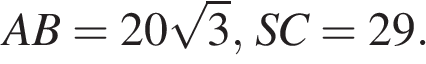 AB = 20√3, SC = 29.